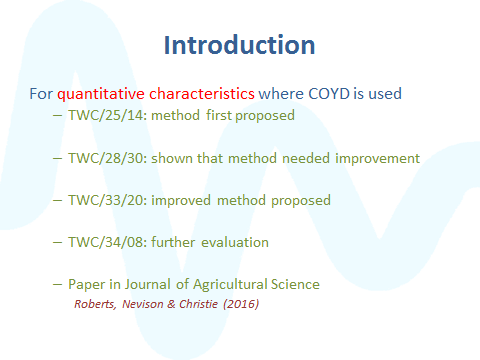 Introduction
For quantitative characteristics where COYD is used
– TWC/25/14: method first proposed
– TWC/28/30: shown that method needed improvement
– TWC/33/20: improved method proposed
– TWC/34/08: further evaluation
– Paper in Journal of Agricultural Science
Roberts, Nevison & Christie (2016)